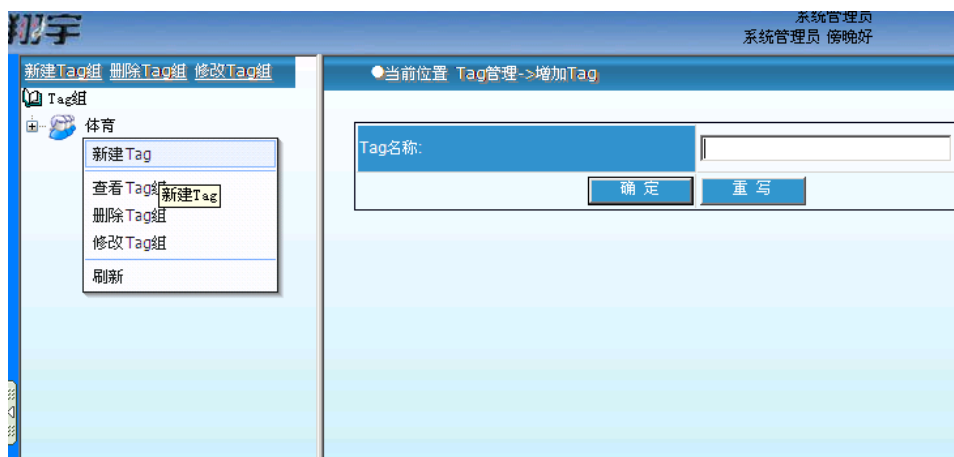 翔宇
系统管理员
系统管理员 傍晚好
新建Tag组 删除Tag组 修改Tag组
当前位置 Tag管理->增加Tag
Tag组
体育
新建Tag
查看Tag组
新建Tag
删除Tag组
修改Tag组
刷新
Tag名称:
确 定 重 写